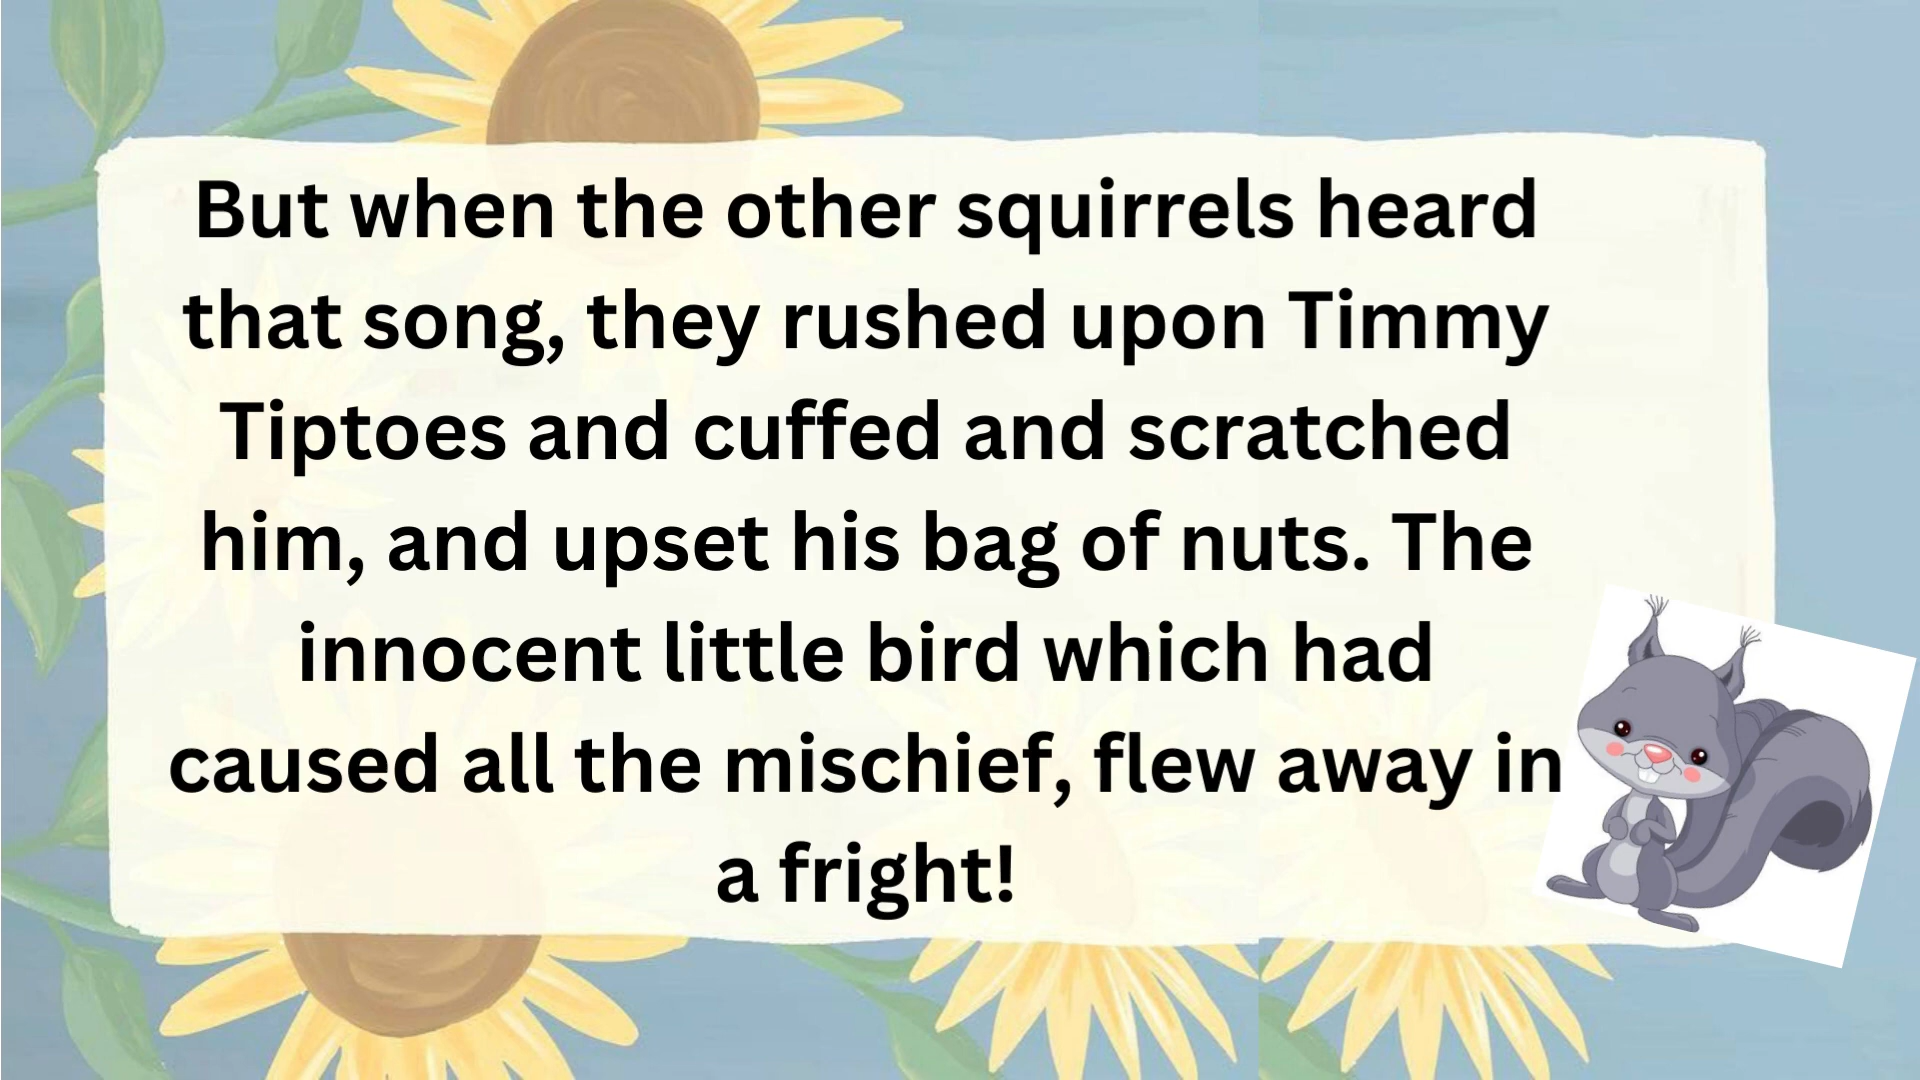 But when the other squirrels heard
that song, they rushed upon Timmy
Tiptoes and cuffed and scratched
him, and upset his bag of nuts. The
innocent little bird which had
caused all the mischief, flew away in
a fright!